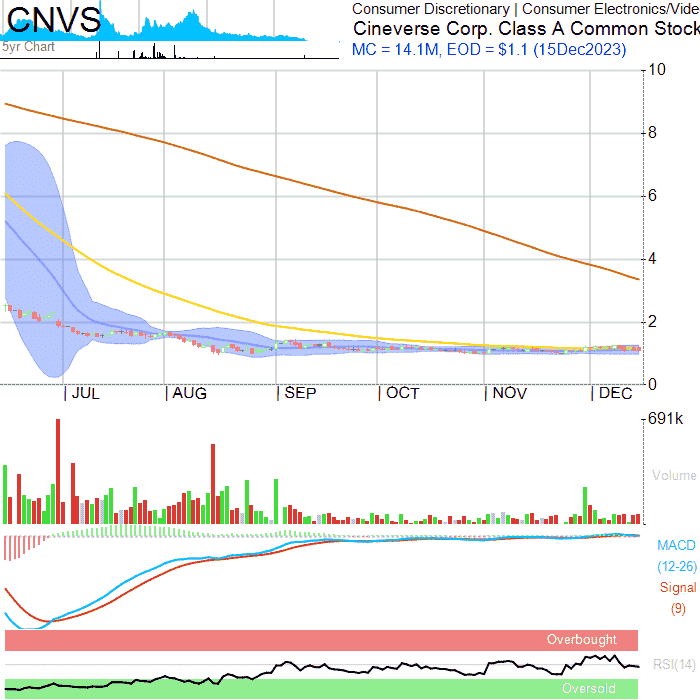 CNVS
5yr Chart
Consumer Discretionary | Consumer Electronics/Vide
Cineverse Corp. Class A Common Stock
MC = 14.1M, EOD = $1.1 (15Dec2023)
10
8
6
4
2
0
JUL AUG SEP OCT NOV DEC
691k
Volume
MACD
(12-26)
Signal
(9)
Overbought
RSI(14)
Oversold